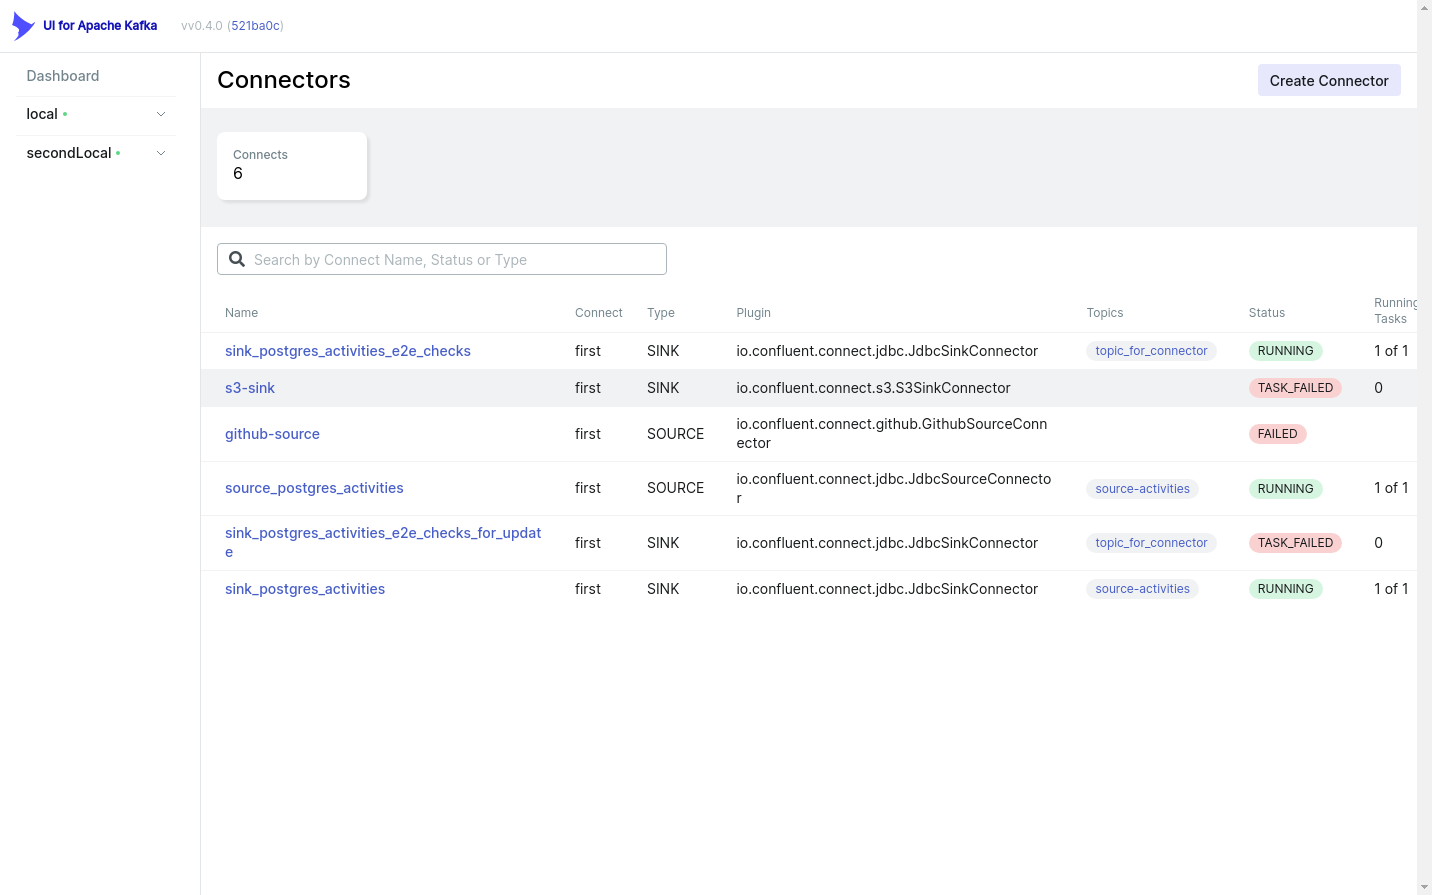 UI for Apache Kafka vv0.4.0 (521ba0c)
Dashboard
local
secondLocal
Connectors
Create Connector
Connects
6
Search by Connect Name, Status or Type
Name Connect Type Plugin Topics Status Running
Tasks
sink_postgres_activities_e2e_checks first SINK io.confluent.connect.jdbc.JdbcSinkConnector topic_for_connector RUNNING 1 of 1
s3-sink first SINK io.confluent.connect.s3.S3SinkConnector TASK_FAILED 0
github-source first SOURCE io.confluent.connect.github.GithubSourceConn
ector FAILED
source_postgres_activities first SOURCE io.confluent.connect.jdbc.JdbcSourceConnecto
r source-activities RUNNING 1 of 1
sink_postgres_activities_e2e_checks_for_updat
e first SINK io.confluent.connect.jdbc.JdbcSinkConnector topic_for_connector TASK_FAILED 0
sink_postgres_activities first SINK io.confluent.connect.jdbc.JdbcSinkConnector source-activities RUNNING 1 of 1